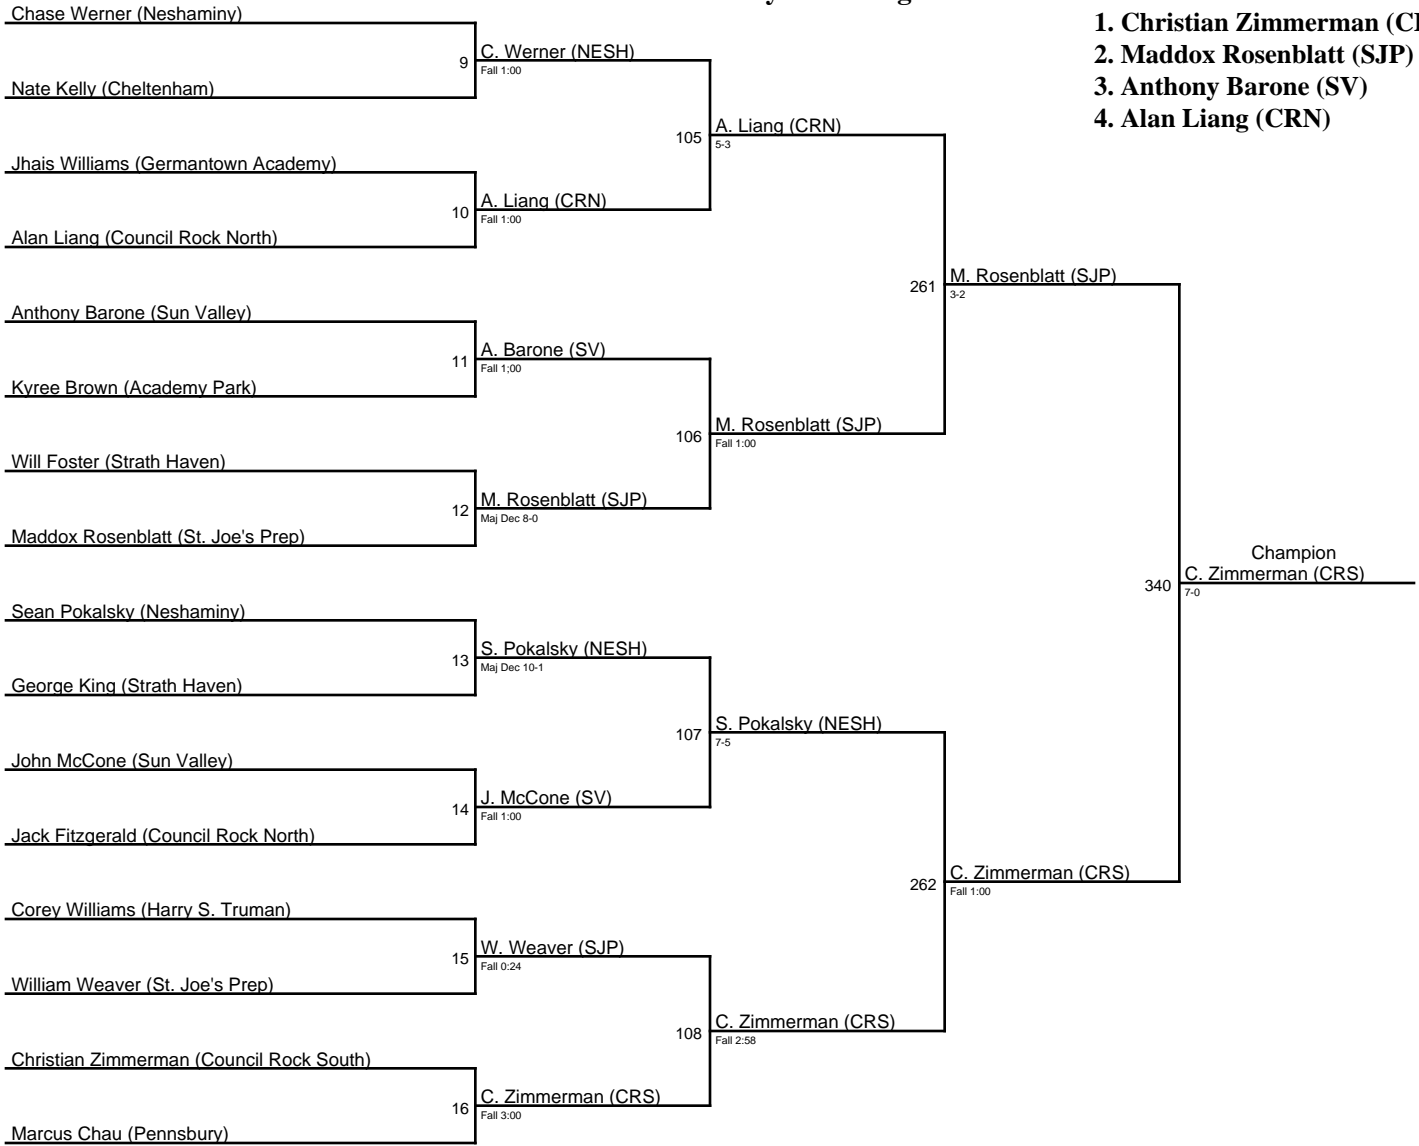 Chase Werner (Neshaminy)
1. Christian Zimmerman
2. Maddox Rosenblatt (SJP)
3. Anthony Barone (SV)
4. Alan Liang (CRN)
9
C. Werner (NESH)
Fall 1:00
Nate Kelly (Cheltenham)
105
A. Liang (CRN)
5-3
Jhais Williams (Germantown Academy)
10
A. Liang (CRN)
Fall 1:00
Alan Liang (Council Rock North)
261
M. Rosenblatt (SJP)
3-2
Anthony Barone (Sun Valley)
11
A. Barone (SV)
Fall 1;00
Kyree Brown (Academy Park)
106
M. Rosenblatt (SJP)
Fall 1:00
Will Foster (Strath Haven)
12
M. Rosenblatt (SJP)
Maj Dec 8-0
Maddox Rosenblatt (St. Joe's Prep)
Champion
340
C. Zimmerman (CRS)
7-0
Sean Pokalsky (Neshaminy)
13
S. Pokalsky (NESH)
Maj Dec 10-1
George King (Strath Haven)
107
S. Pokalsky (NESH)
7-5
John McCone (Sun Valley)
14
J. McCone (SV)
Fall 1:00
Jack Fitzgerald (Council Rock North)
262
C. Zimmerman (CRS)
Fall 1:00
Corey Williams (Harry S. Truman)
15
W. Weaver (SJP)
Fall 0:24
William Weaver (St. Joe's Prep)
108
C. Zimmerman (CRS)
Fall 2:58
Christian Zimmerman (Council Rock South)
16
C. Zimmerman (CRS)
Fall 3:00
Marcus Chau (Pennsbury)